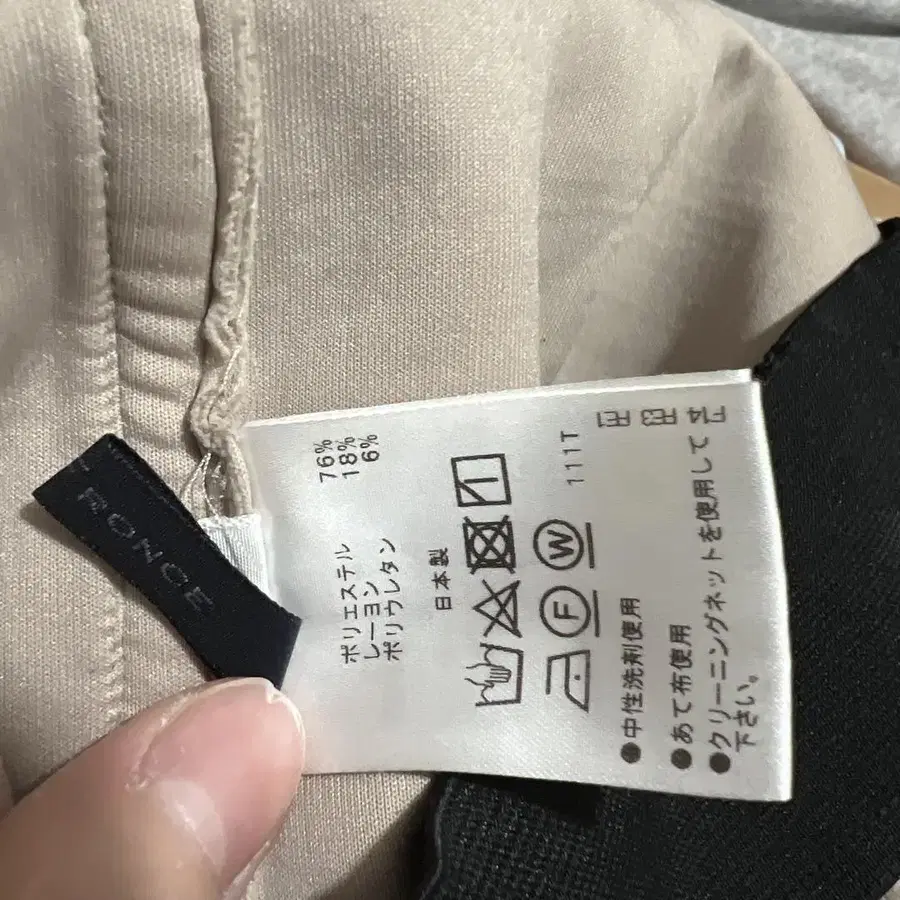 RONCE
ポリエステル 76%
レーヨン 18%
ポリウレタン 6%
日本製
F W 111T
●中性洗剤使用
●あて布使用
●クリーニングネットを使用して
下さい。